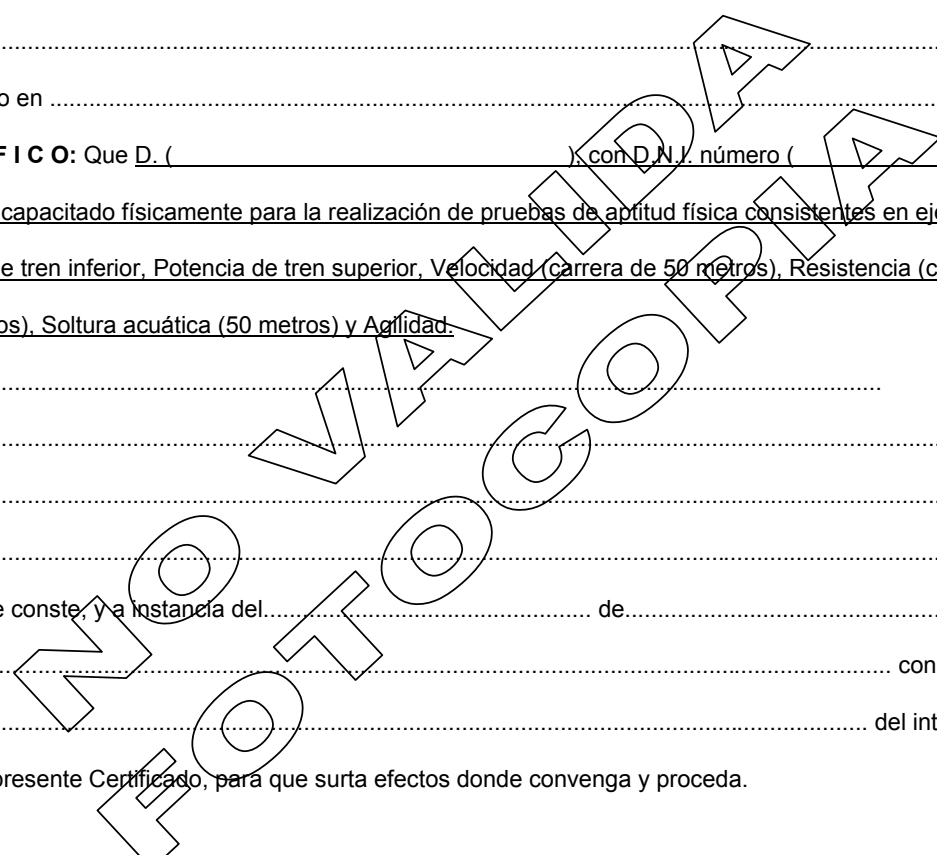 ....................................................................................................
o en ....................................................................................................
F I C O: Que D. ( ), con D.N.I. número (
capacitado físicamente para la realización de pruebas de aptitud física consistentes en eje
e tren inferior, Potencia de tren superior, Velocidad (carrera de 50 metros), Resistencia (c
os), Soltura acuática (50 metros) y Agilidad.
....................................................................................................
....................................................................................................
....................................................................................................
....................................................................................................
e conste, y a instancia del.................................................. de..................................................
.................................................................................................... con
.................................................................................................... del int
presente Certificado, para que surta efectos donde convenga y proceda.
NO VALIDA
FOTOCOPIA